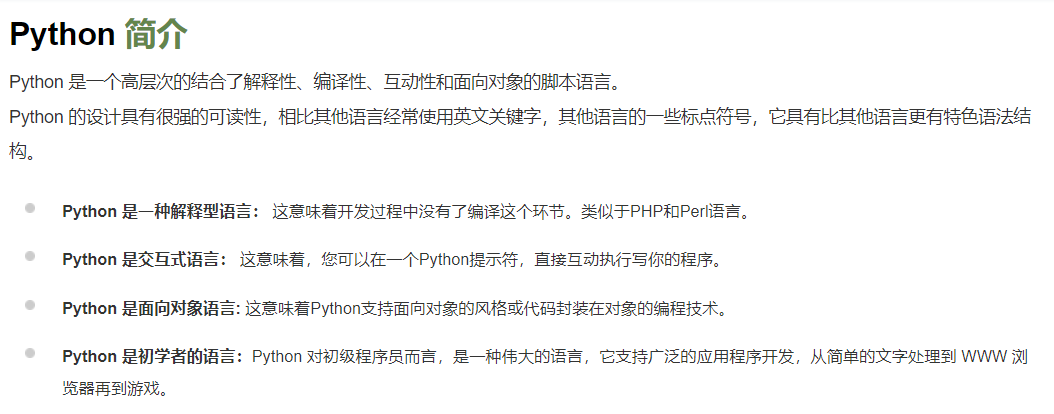 Python 简介
Python 是一个高层次的结合了解释性、编译性、互动性和面向对象的脚本语言。
Python 的设计具有很强的可读性，相比其他语言经常使用英文关键字，其他语言的一些标点符号，它具有比其他语言更有特色语法结
构。
Python 是一种解释型语言： 这意味着开发过程中没有了编译这个环节。类似于PHP和Perl语言。
Python 是交互式语言： 这意味着，您可以在一个Python提示符，直接互动执行写你的程序。
Python 是面向对象语言: 这意味着Python支持面向对象的风格或代码封装在对象的编程技术。
Python 是初学者的语言：Python 对初级程序员而言，是一种伟大的语言，它支持广泛的应用程序开发，从简单的文字处理到 WWW 浏
览器再到游戏。